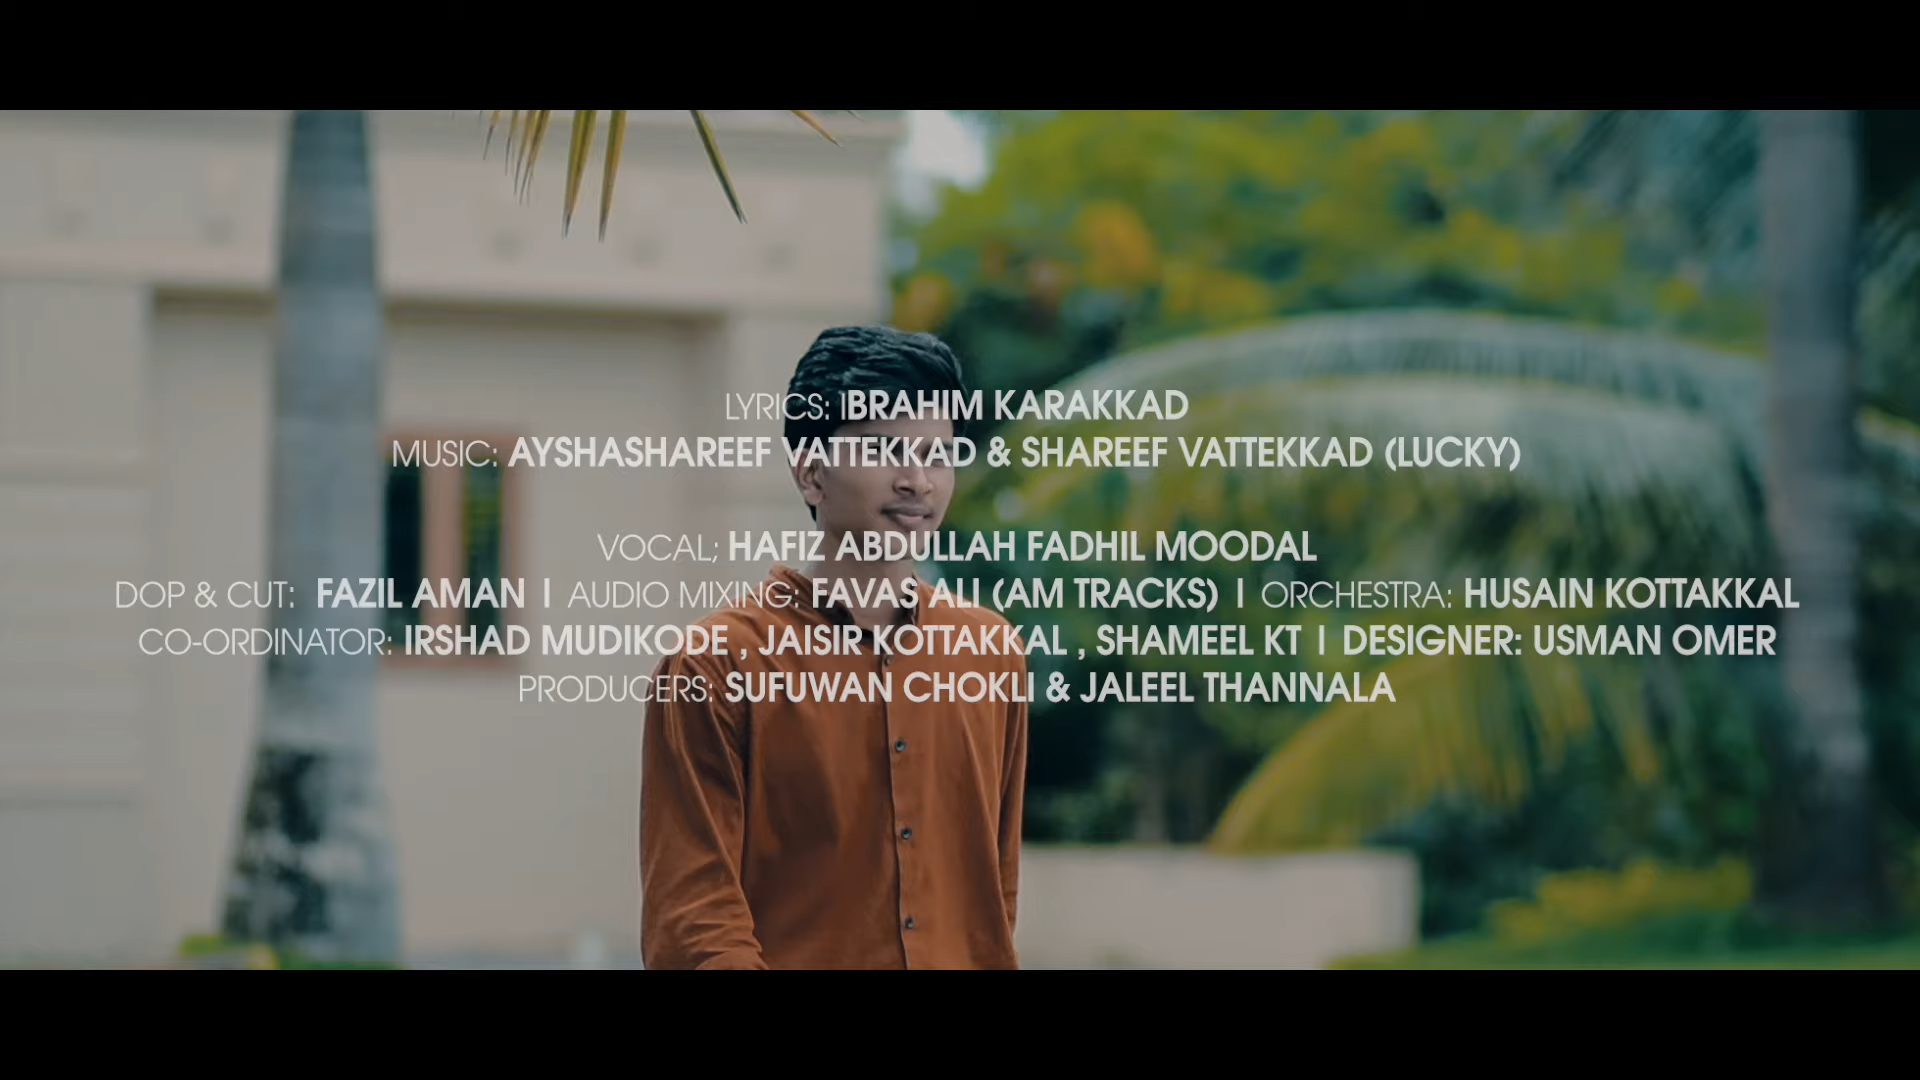 LYRICS: IBRAHIM KARAKKAD
MUSIC: AYSHASHAREEF VATTEKKAD & SHAREEF VATTEKKAD (LUCKY)
VOCAL; HAFIZ ABDULLAH FADHIL MOODAL
DOP & CUT: FAZIL AMAN I AUDIO MIXING: FAVAS ALI (AM TRACKS) I ORCHESTRA: HUSAIN KOTTAKKAL
CO-ORDINATOR: IRSHAD MUDIKODE , JAISIR KOTTAKKAL , SHAMEEL KT I DESIGNER: USMAN OMER
PRODUCERS: SUFUWAN CHOKLI & JALEEL THANNALA